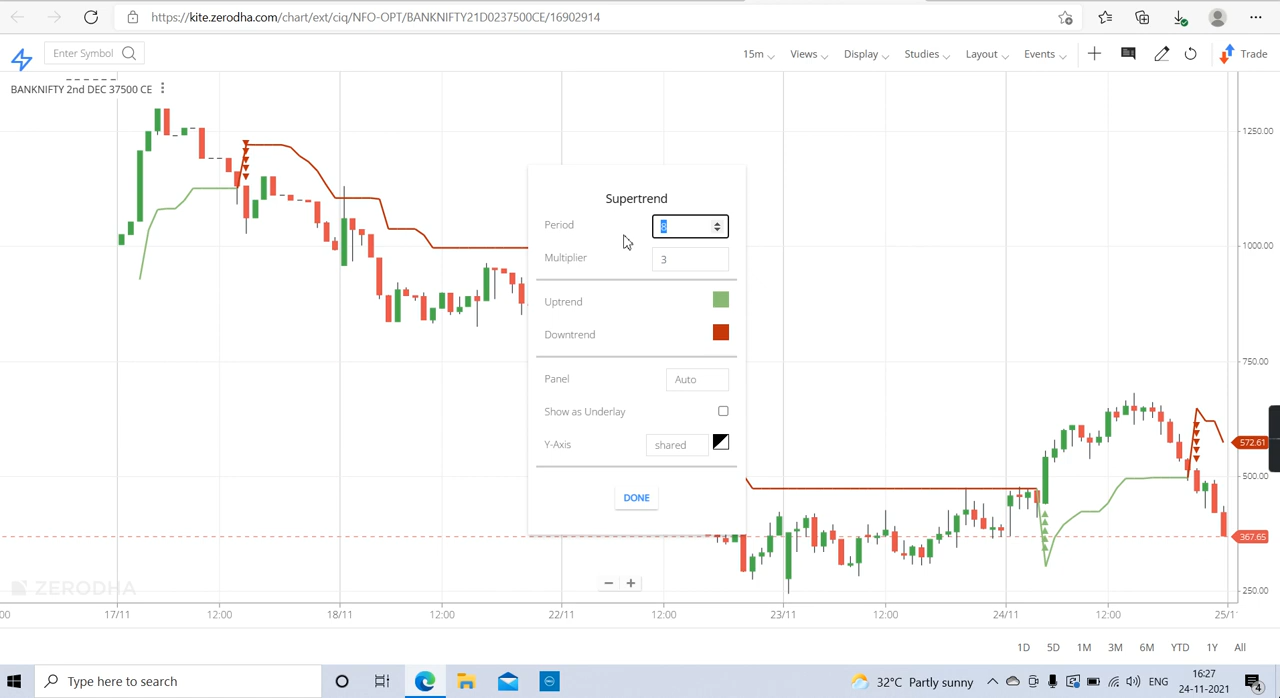 https://kite.zerodha.com/chart/ext/ciq/NFO-OPT/BANKNIFTY21D0237500CE/16902914
Enter Symbol
15m Views Display Studies Layout Events Trade
BANKNIFTY 2nd DEC 37500 CE
1250.00
1000.00
750.00
572.61
500.00
367.65
250.00
Supertrend
Period 8
Multiplier 3
Uptrend
Downtrend
Panel Auto
Show as Underlay
Y-Axis shared
DONE
ZERODHA
17/11 12:00 18/11 12:00 22/11 12:00 23/11 12:00 24/11 12:00
1D 5D 1M 3M 6M YTD 1Y All
Type here to search
32°C Partly sunny
ENG
16:27
24-11-2021
4